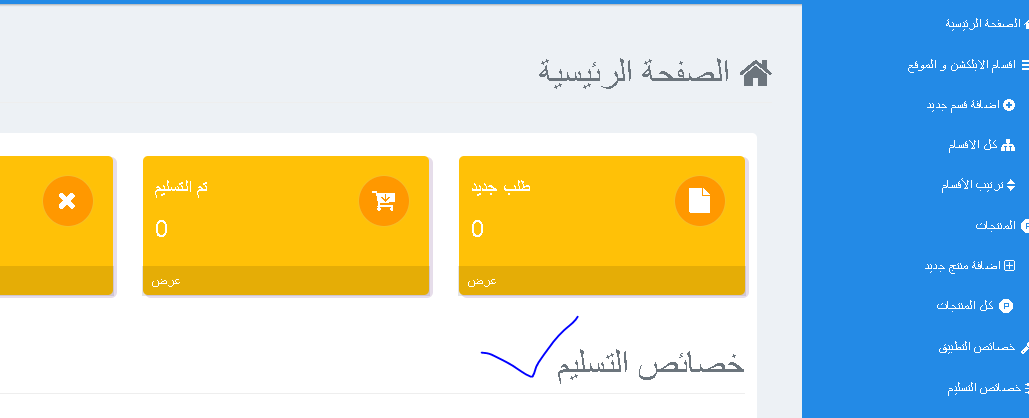 الصفحة الرئيسية
اقسام الابلكشن و الموقع
اضافة قسم جديد
كل الاقسام
ترتيب الأقسام
المنتجات
اضافة منتج جديد
كل المنتجات
خصائص التطبيق
خصائص التسليم
الصفحة الرئيسية
طلب جديد
0
عرض
تم التسليم
0
عرض
خصائص التسليم